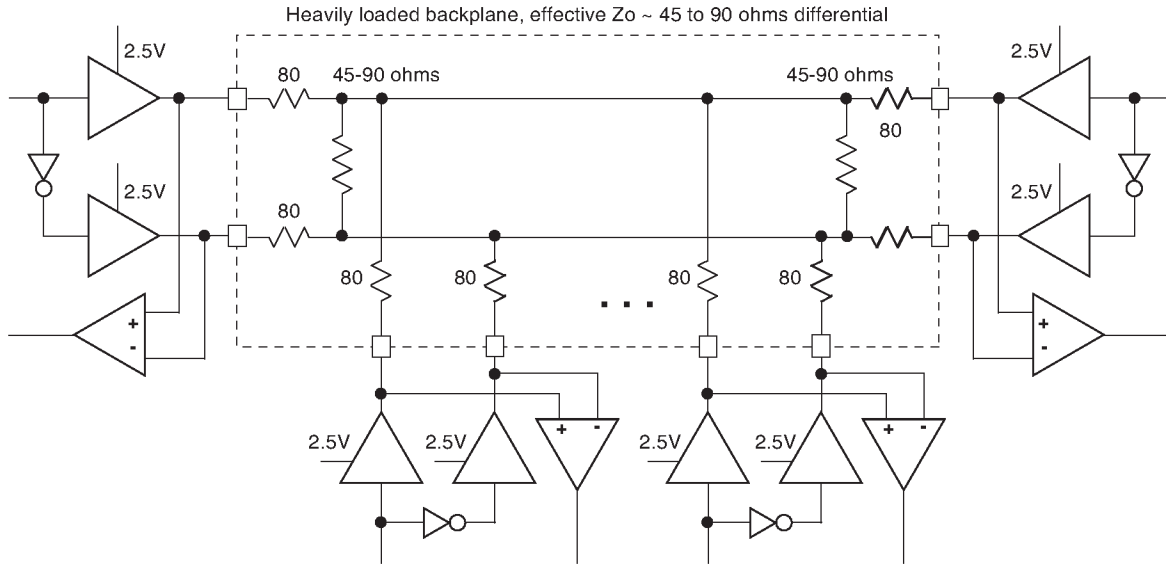 Heavily loaded backplane, effective Zo ~ 45 to 90 ohms differential
2.5V
80
45-90 ohms
45-90 ohms
80
2.5V
2.5V
80
2.5V
80
80
80
80
+
-
. . .
+
-
2.5V
2.5V
+
-
2.5V
2.5V
+
-